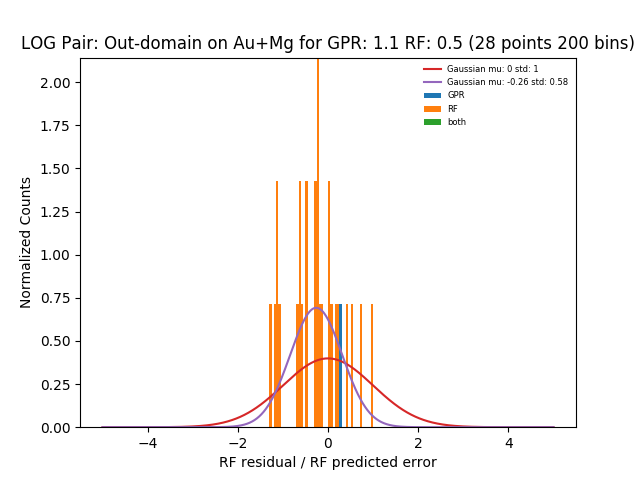 LOG Pair: Out-domain on Au+Mg for GPR: 1.1 RF: 0.5 (28 points 200 bins)
Gaussian mu: 0 std: 1
Gaussian mu: -0.26 std: 0.58
GPR
RF
both
Normalized Counts
2.00
1.75
1.50
1.25
1.00
0.75
0.50
0.25
0.00
−4
−2
0
2
4
RF residual / RF predicted error